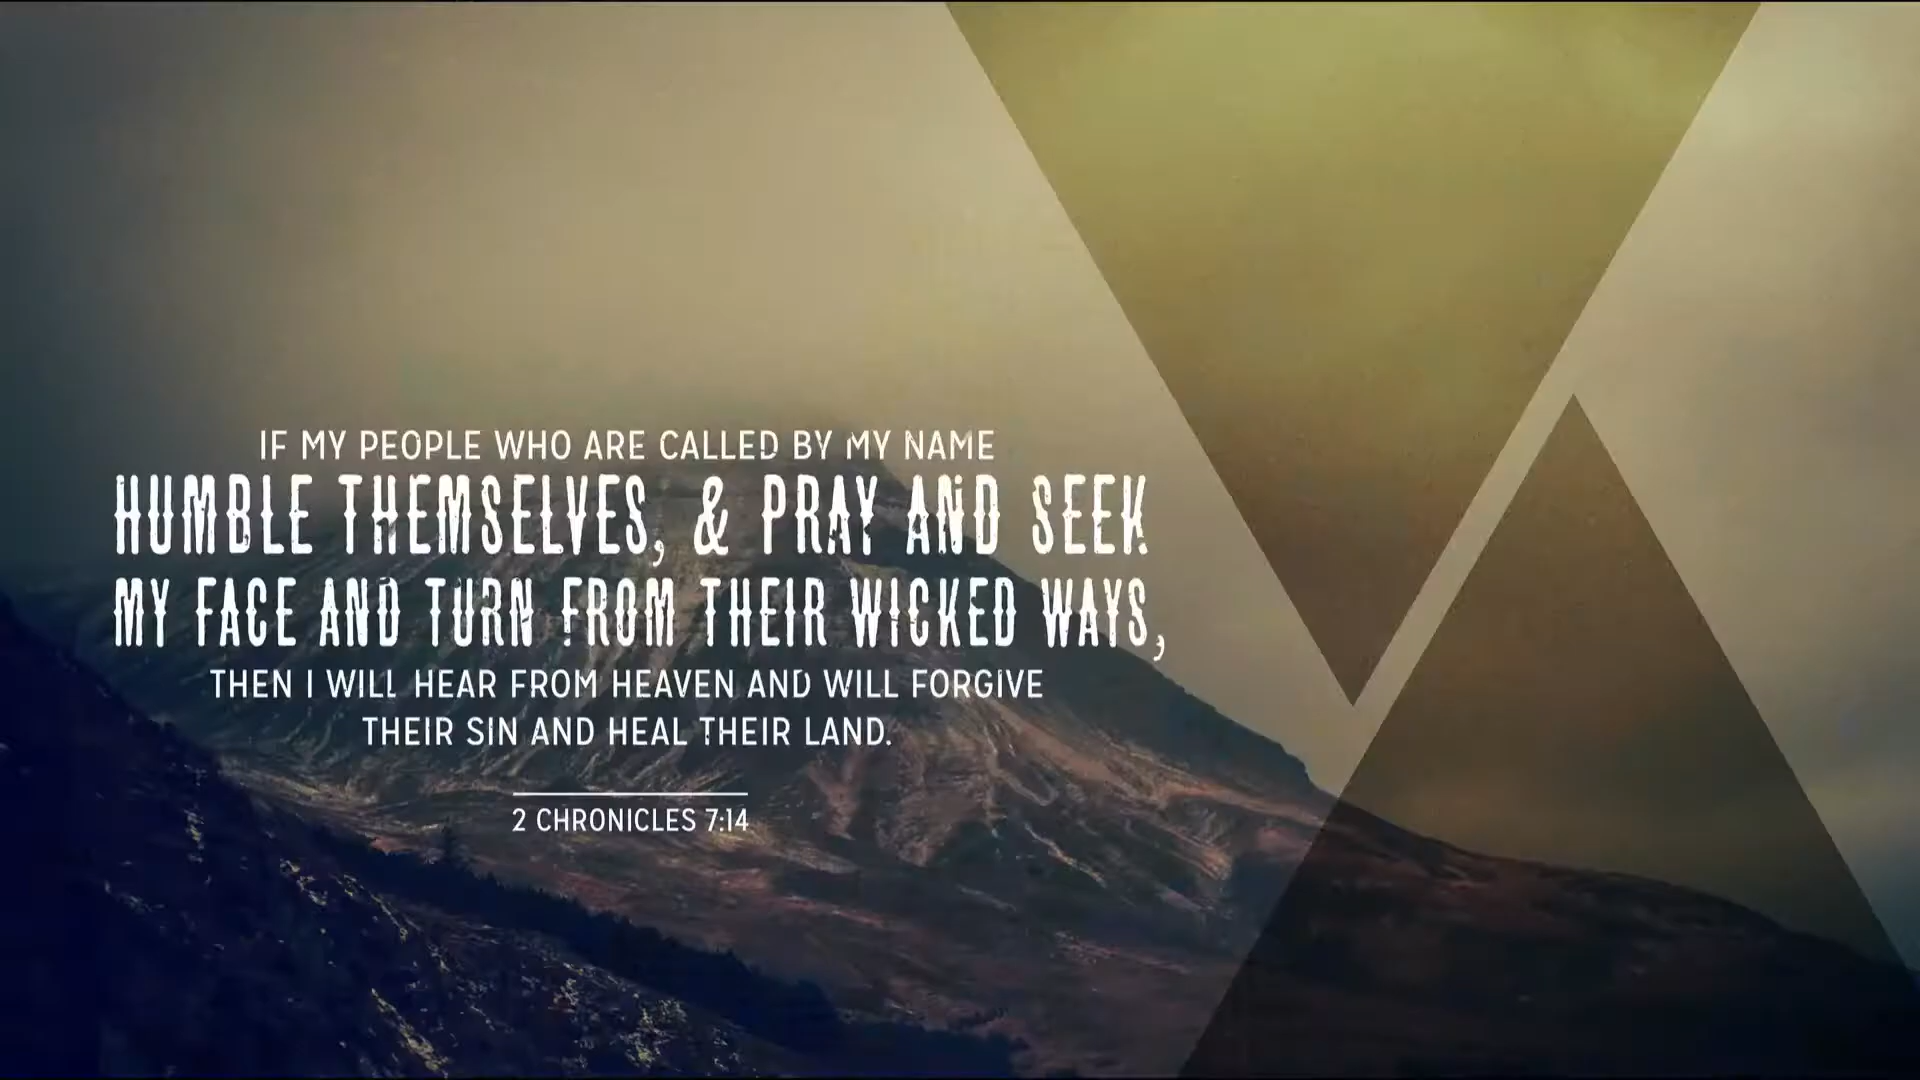 IF MY PEOPLE WHO ARE CALLED BY MY NAME
HUMBLE THEMSELVES, & PRAY AND SEEK
MY FACE AND TURN FROM THEIR WICKED WAYS,
THEN I WILL HEAR FROM HEAVEN AND WILL FORGIVE
THEIR SIN AND HEAL THEIR LAND.
2 CHRONICLES 7:14